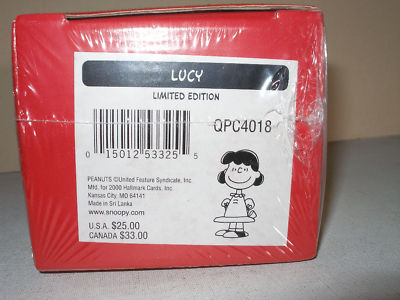 LUCY
LIMITED EDITION
QPC4018
0 15012 53325 5
PEANUTS ©United Feature Syndicate, Inc.
Mfd. for 2000 Hallmark Cards, Inc.
Kansas City, MO 64141
Made in Sri Lanka
www.snoopy.com
U.S.A. $25.00
CANADA $33.00